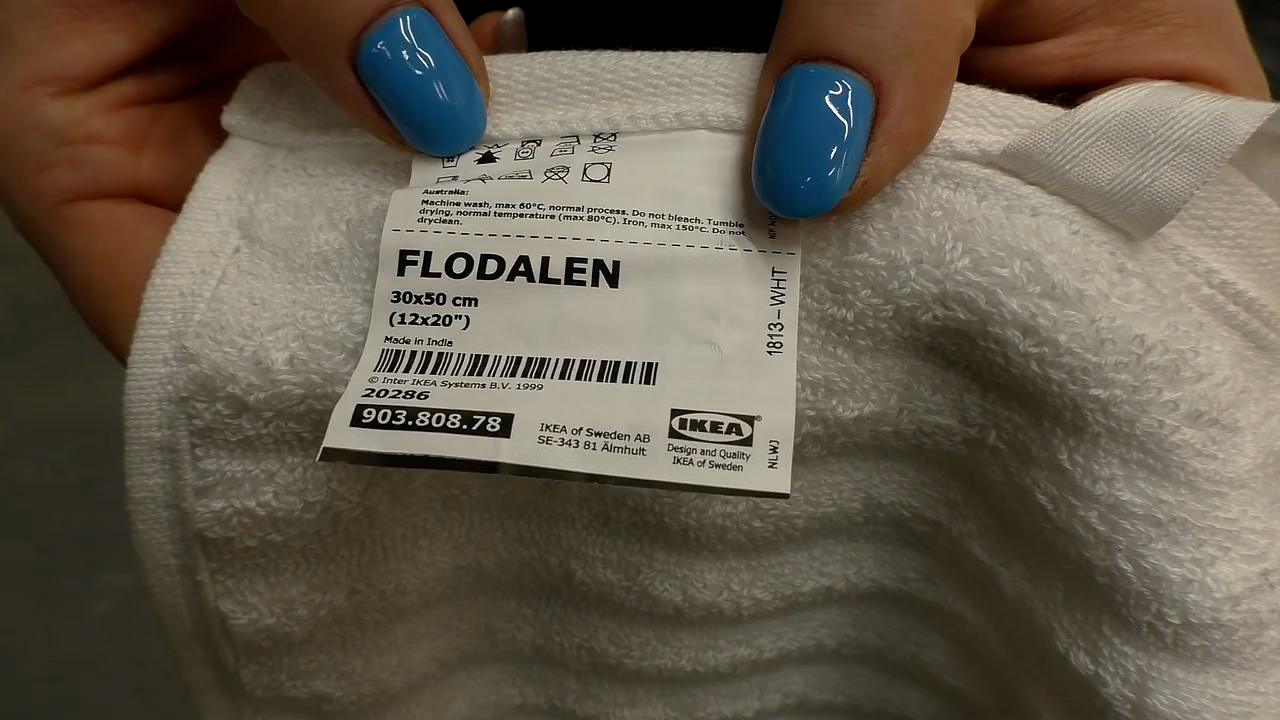 Australia:
Machine wash, max 60°C, normal process. Do not bleach. Tumble
drying, normal temperature (max 80°C). Iron, max 150°C. Do not
dryclean.
FLODALEN
30x50 cm
(12x20")
Made in India
© Inter IKEA Systems B.V. 1999
20286
903.808.78
IKEA of Sweden AB
SE-343 81 Älmhult
IKEA®
Design and Quality
IKEA of Sweden
1813-WHT
NLWJ